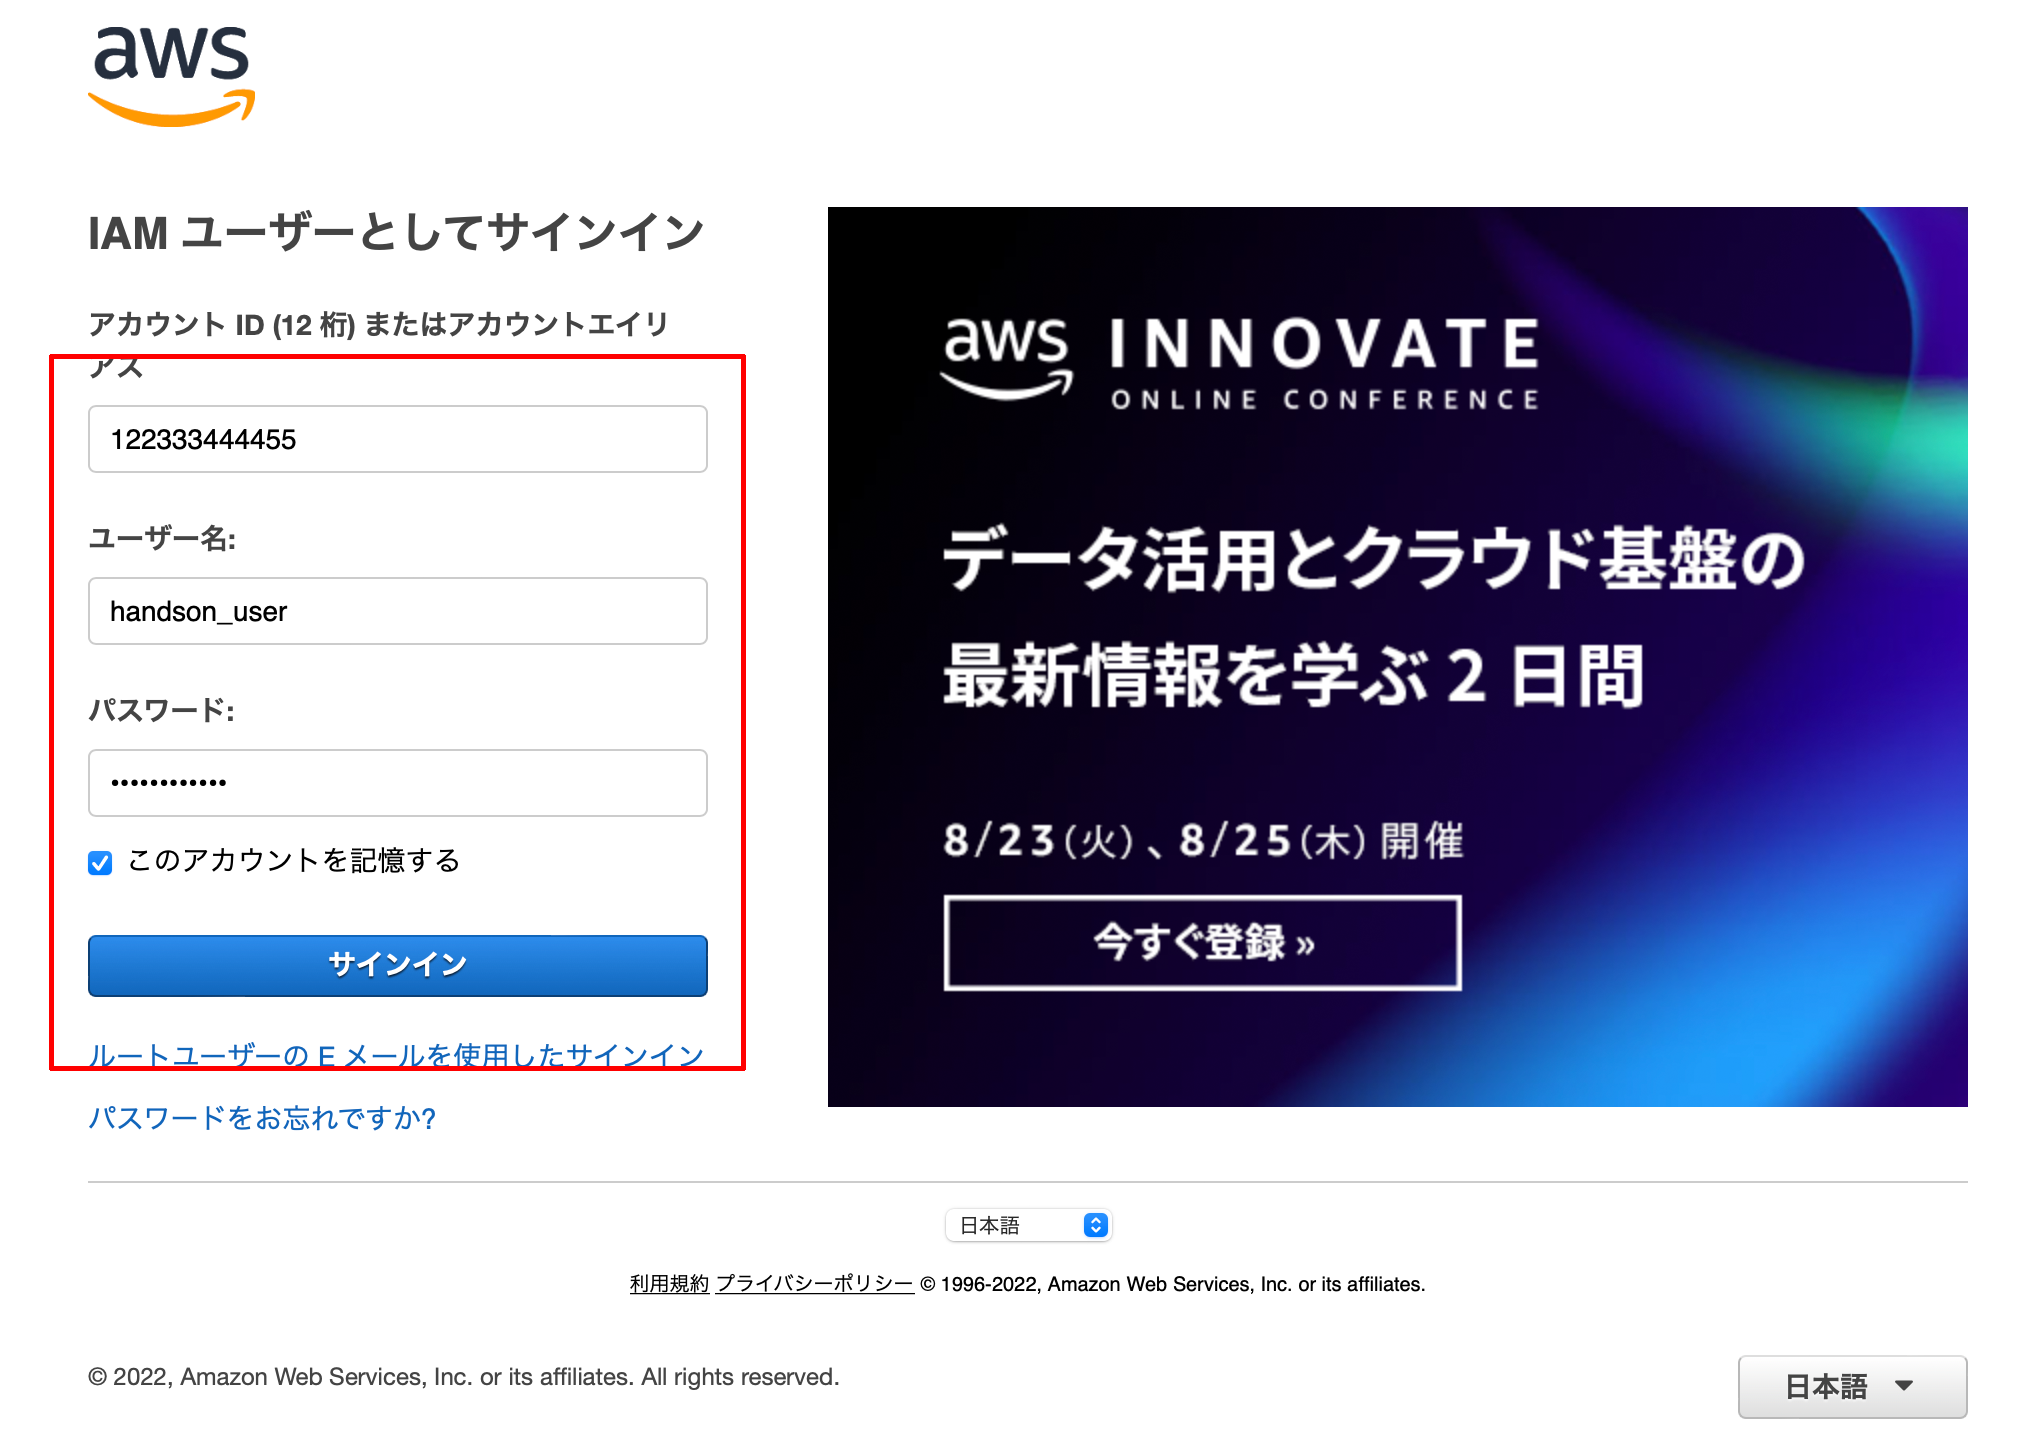 aws
IAM ユーザーとしてサインイン
アカウント ID (12 桁) またはアカウントエイリ
アス
122333444455
ユーザー名:
handson_user
パスワード:
••••••••••••
このアカウントを記憶する
サインイン
ルートユーザーの E メールを使用したサインイン
パスワードをお忘れですか?
aws INNOVATE
ONLINE CONFERENCE
データ活用とクラウド基盤の
最新情報を学ぶ 2 日間
8/23(火)、8/25(木) 開催
今すぐ登録 »
日本語
利用規約 プライバシーポリシー © 1996-2022, Amazon Web Services, Inc. or its affiliates.
© 2022, Amazon Web Services, Inc. or its affiliates. All rights reserved.
日本語